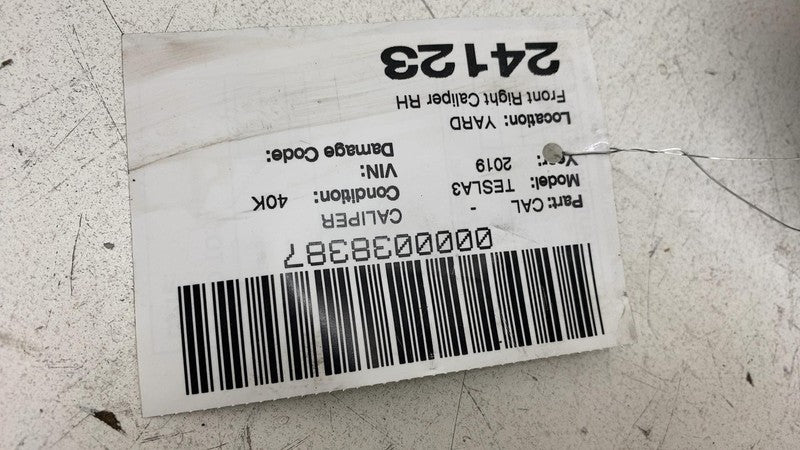 0000038387
Part: CAL - CALIPER
Model: TESLA3 Condition: 40K
Year: 2019 VIN:
Location: YARD Damage Code:
Front Right Caliper RH
24123